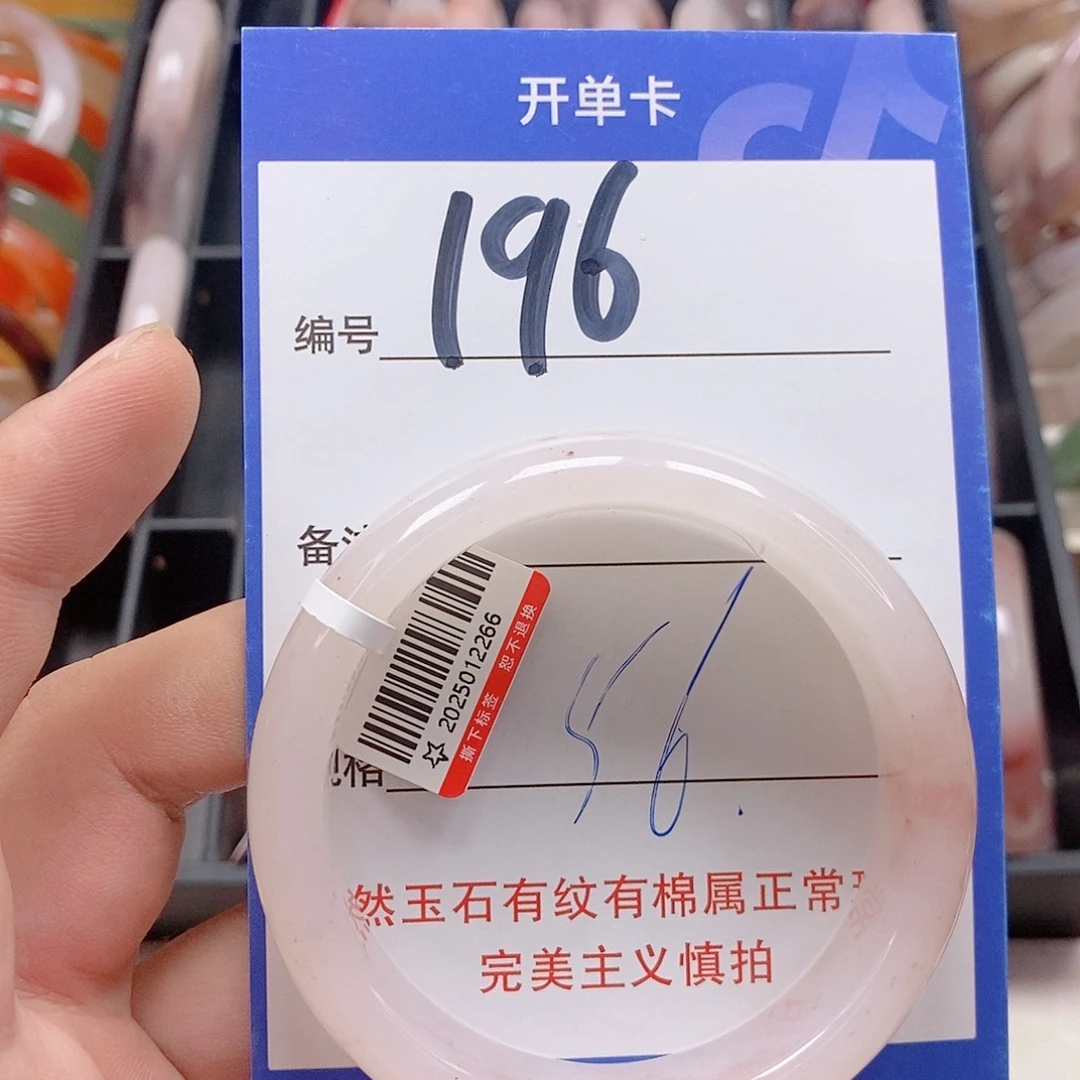 开单卡
编号 196
备
格 56.
2025012266
撕下标签 恕不退换
然玉石有纹有棉属正常
完美主义慎拍